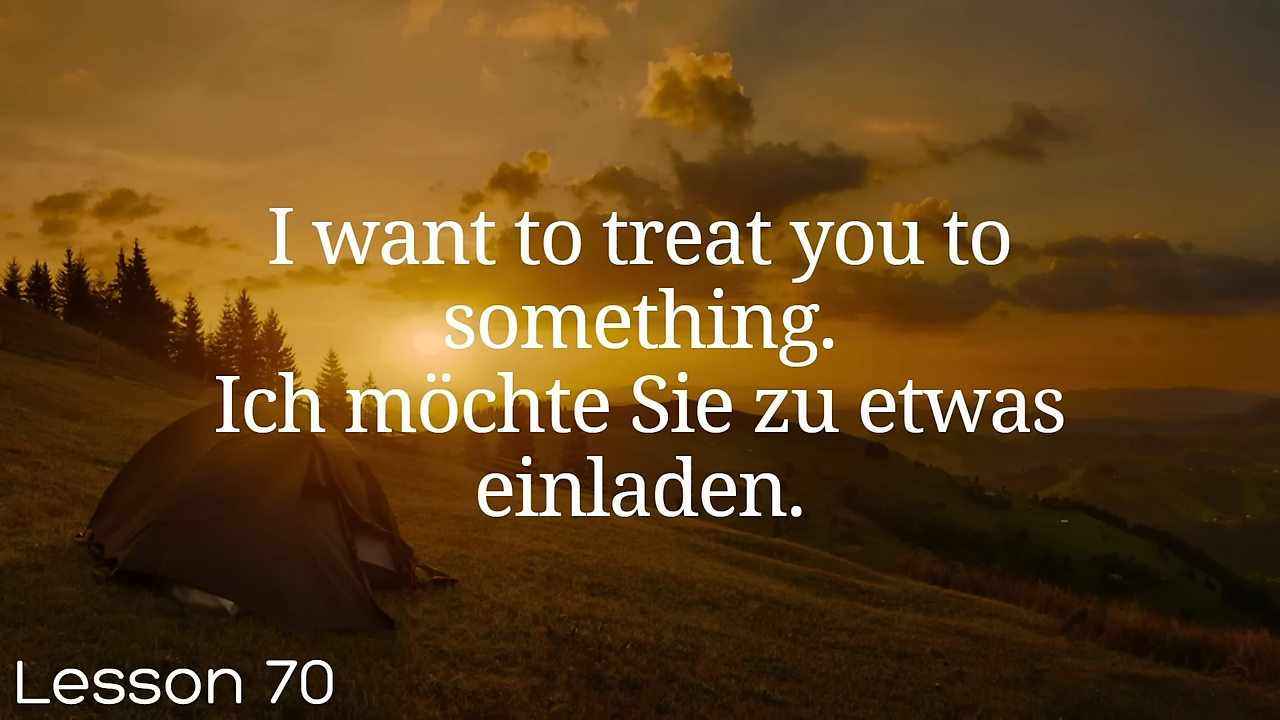 I want to treat you to
something.
Ich möchte Sie zu etwas
einladen.
Lesson 70